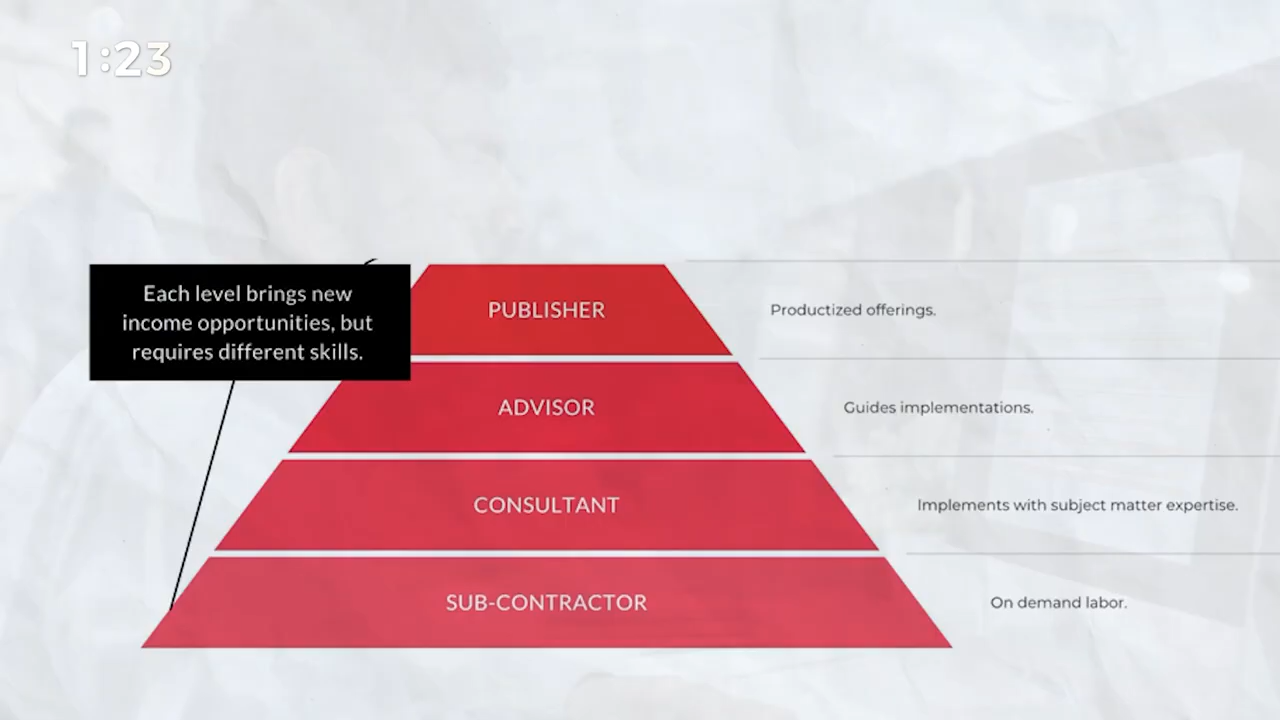 1:23
Each level brings new
income opportunities, but
requires different skills.
PUBLISHER
Productized offerings.
ADVISOR
Guides implementations.
CONSULTANT
Implements with subject matter expertise.
SUB-CONTRACTOR
On demand labor.